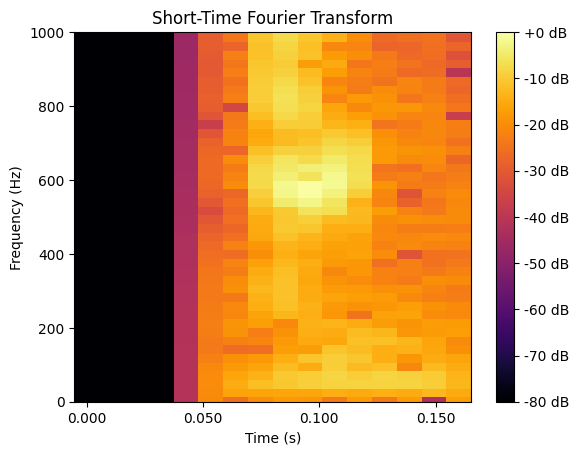 Short-Time Fourier Transform
Frequency (Hz)
1000
800
600
400
200
0
0.000
0.050
0.100
0.150
Time (s)
+0 dB
-10 dB
-20 dB
-30 dB
-40 dB
-50 dB
-60 dB
-70 dB
-80 dB